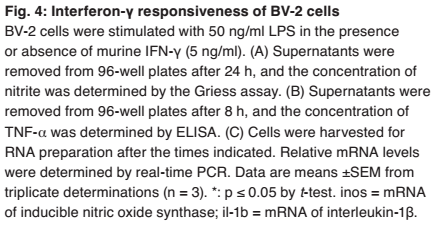 Fig. 4: Interferon-γ responsiveness of BV-2 cells
BV-2 cells were stimulated with 50 ng/ml LPS in the presence
or absence of murine IFN-γ (5 ng/ml). (A) Supernatants were
removed from 96-well plates after 24 h, and the concentration of
nitrite was determined by the Griess assay. (B) Supernatants were
removed from 96-well plates after 8 h, and the concentration of
TNF-α was determined by ELISA. (C) Cells were harvested for
RNA preparation after the times indicated. Relative mRNA levels
were determined by real-time PCR. Data are means ±SEM from
triplicate determinations (n = 3). *: p ≤ 0.05 by t-test. inos = mRNA
of inducible nitric oxide synthase; il-1b = mRNA of interleukin-1β.